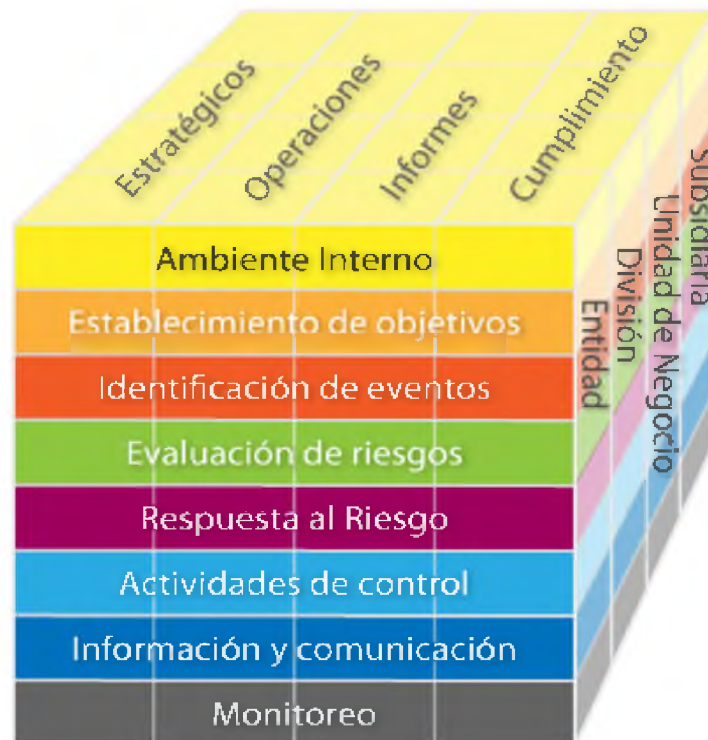 Estratégicos
Operaciones
Informes
Cumplimiento
Ambiente Interno
Establecimiento de objetivos
Identificación de eventos
Evaluación de riesgos
Respuesta al Riesgo
Actividades de control
Información y comunicación
Monitoreo
Entidad
División
Unidad de Negocio
Subsidiaria